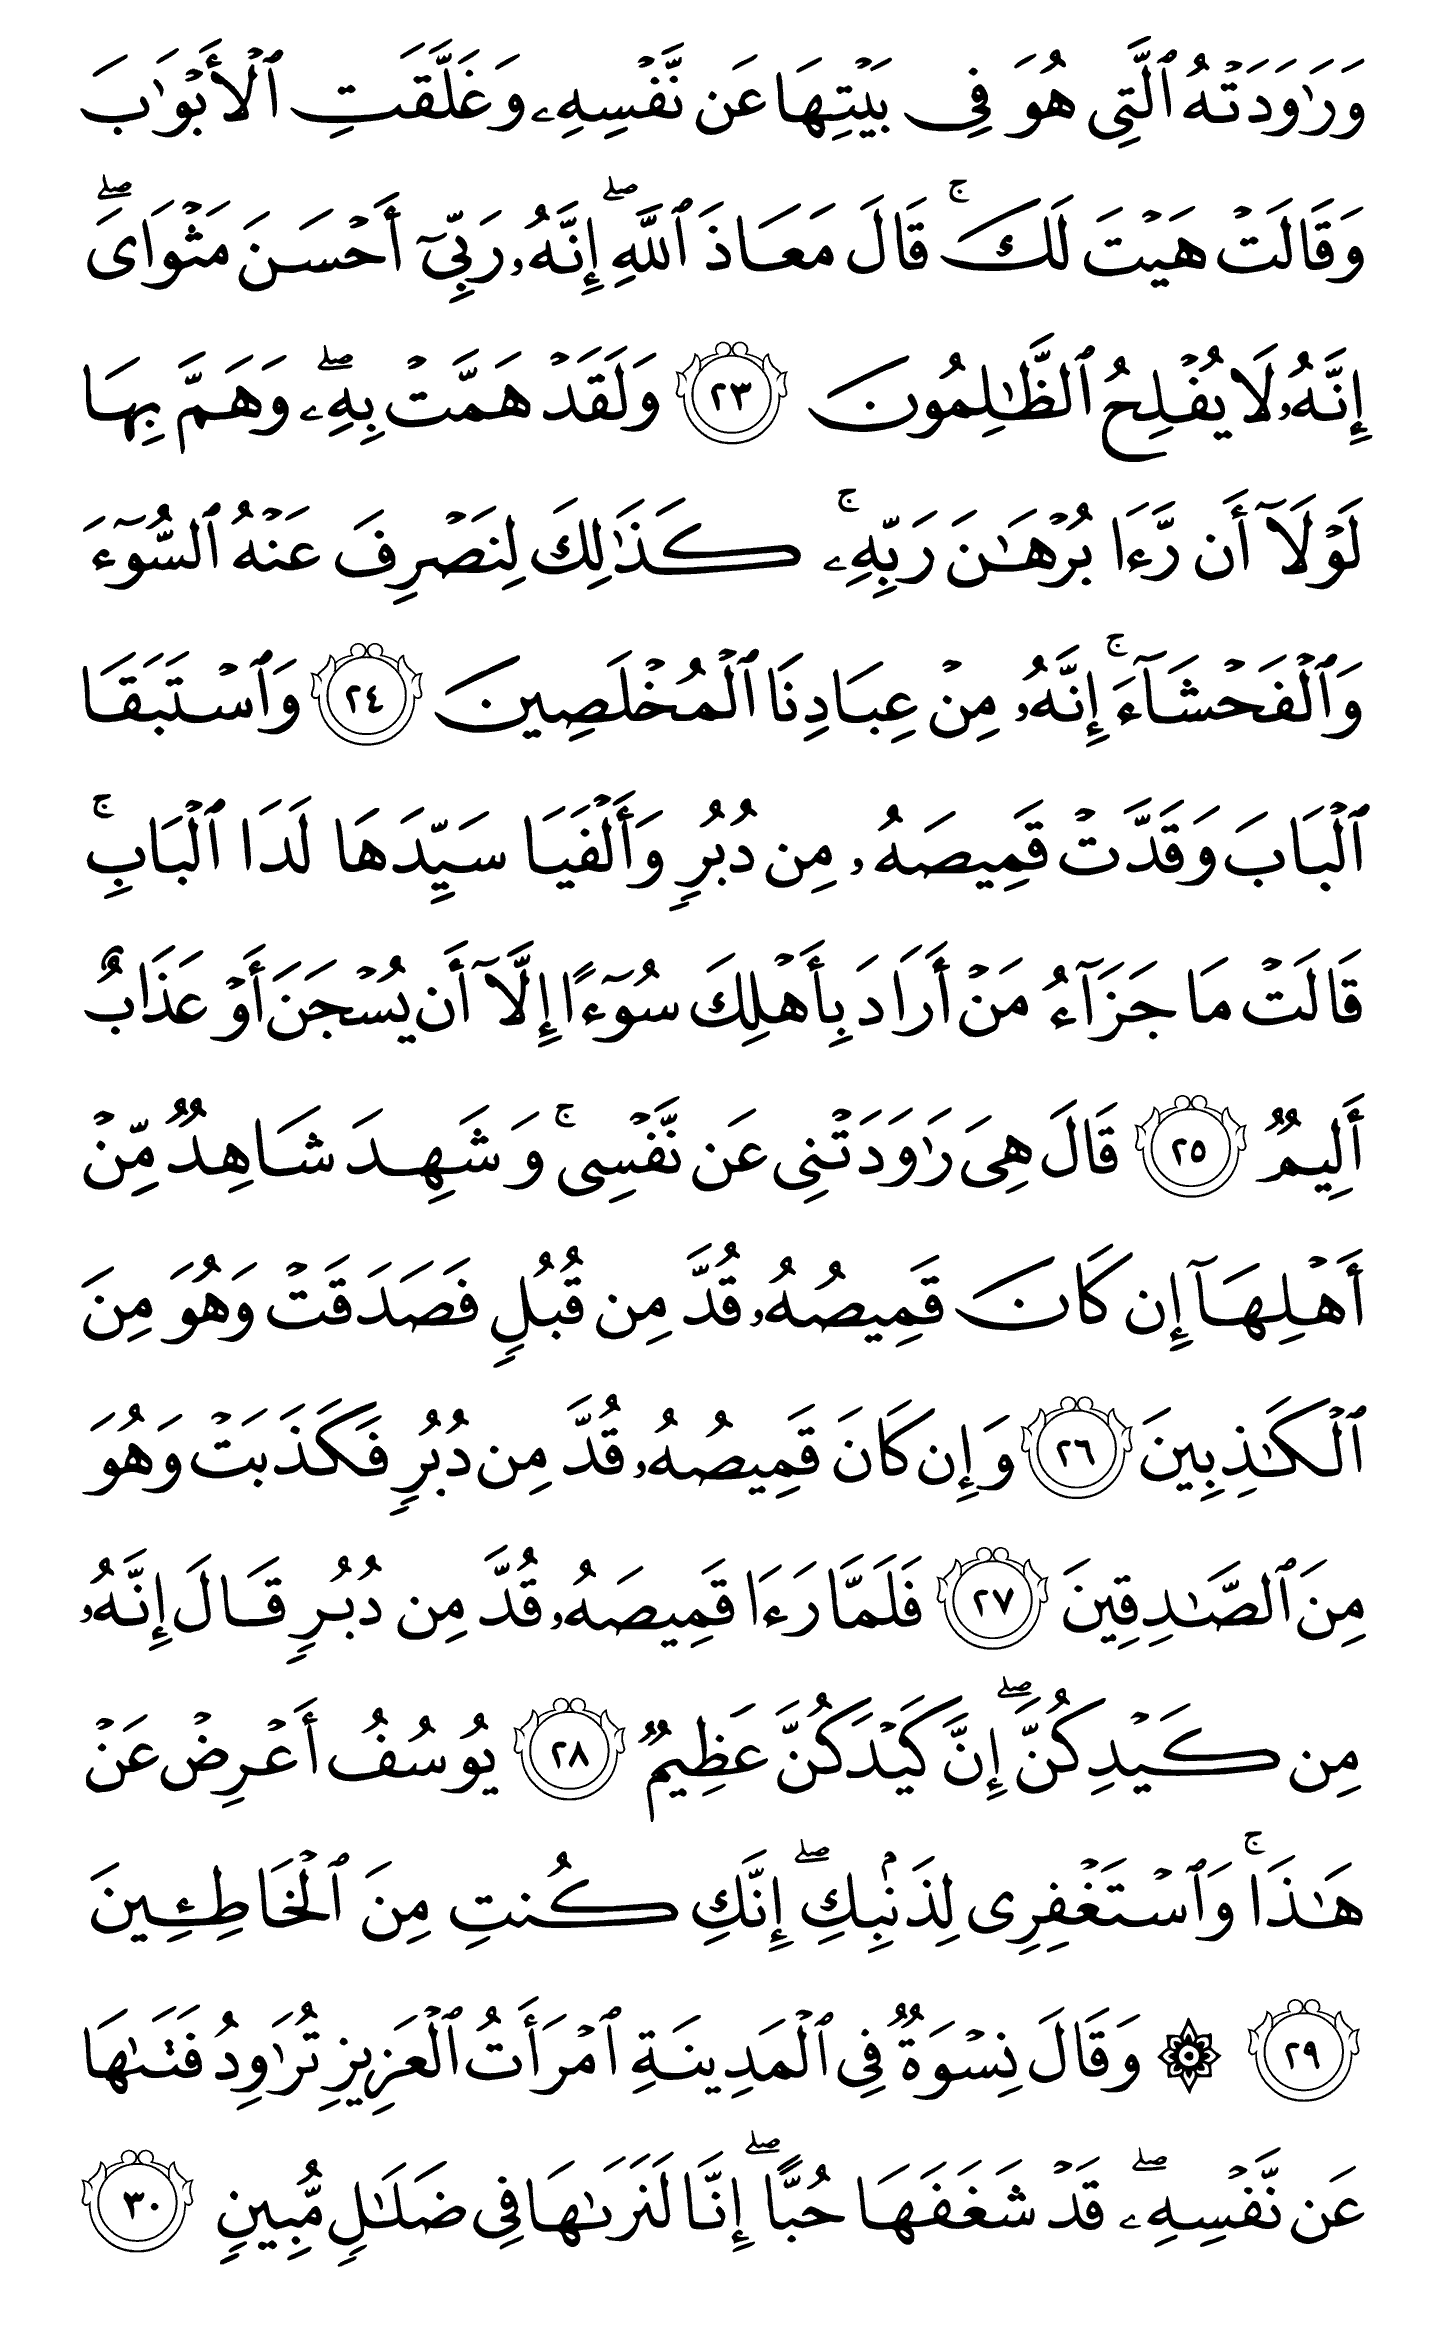 وَرَٰوَدَتۡهُ ٱلَّتِي هُوَ فِي بَيۡتِهَا عَن نَّفۡسِهِۦ وَغَلَّقَتِ ٱلۡأَبۡوَٰبَ
وَقَالَتۡ هَيۡتَ لَكَۚ قَالَ مَعَاذَ ٱللَّهِۖ إِنَّهُۥ رَبِّيٓ أَحۡسَنَ مَثۡوَايَۖ
إِنَّهُۥ لَا يُفۡلِحُ ٱلظَّٰلِمُونَ ٢٣ وَلَقَدۡ هَمَّتۡ بِهِۦۖ وَهَمَّ بِهَا
لَوۡلَآ أَن رَّءَا بُرۡهَٰنَ رَبِّهِۦۚ كَذَٰلِكَ لِنَصۡرِفَ عَنۡهُ ٱلسُّوٓءَ
وَٱلۡفَحۡشَآءَۚ إِنَّهُۥ مِنۡ عِبَادِنَا ٱلۡمُخۡلَصِينَ ٢٤ وَٱسۡتَبَقَا
ٱلۡبَابَ وَقَدَّتۡ قَمِيصَهُۥ مِن دُبُرٖ وَأَلۡفَيَا سَيِّدَهَا لَدَا ٱلۡبَابِۚ
قَالَتۡ مَا جَزَآءُ مَنۡ أَرَادَ بِأَهۡلِكَ سُوٓءًا إِلَّآ أَن يُسۡجَنَ أَوۡ عَذَابٌ
أَلِيمٞ ٢٥ قَالَ هِيَ رَٰوَدَتۡنِي عَن نَّفۡسِيۚ وَشَهِدَ شَاهِدٞ مِّنۡ
أَهۡلِهَآ إِن كَانَ قَمِيصُهُۥ قُدَّ مِن قُبُلٖ فَصَدَقَتۡ وَهُوَ مِنَ
ٱلۡكَٰذِبِينَ ٢٦ وَإِن كَانَ قَمِيصُهُۥ قُدَّ مِن دُبُرٖ فَكَذَبَتۡ وَهُوَ
مِنَ ٱلصَّٰدِقِينَ ٢٧ فَلَمَّا رَءَا قَمِيصَهُۥ قُدَّ مِن دُبُرٖ قَالَ إِنَّهُۥ
مِن كَيۡدِكُنَّۖ إِنَّ كَيۡدَكُنَّ عَظِيمٞ ٢٨ يُوسُفُ أَعۡرِضۡ عَنۡ
هَٰذَاۚ وَٱسۡتَغۡفِرِي لِذَنۢبِكِۖ إِنَّكِ كُنتِ مِنَ ٱلۡخَاطِـِٔينَ
٢٩ ۞ وَقَالَ نِسۡوَةٞ فِي ٱلۡمَدِينَةِ ٱمۡرَأَتُ ٱلۡعَزِيزِ تُرَٰوِدُ فَتَىٰهَا
عَن نَّفۡسِهِۦۖ قَدۡ شَغَفَهَا حُبًّاۖ إِنَّا لَنَرَىٰهَا فِي ضَلَٰلٖ مُّبِينٖ ٣٠